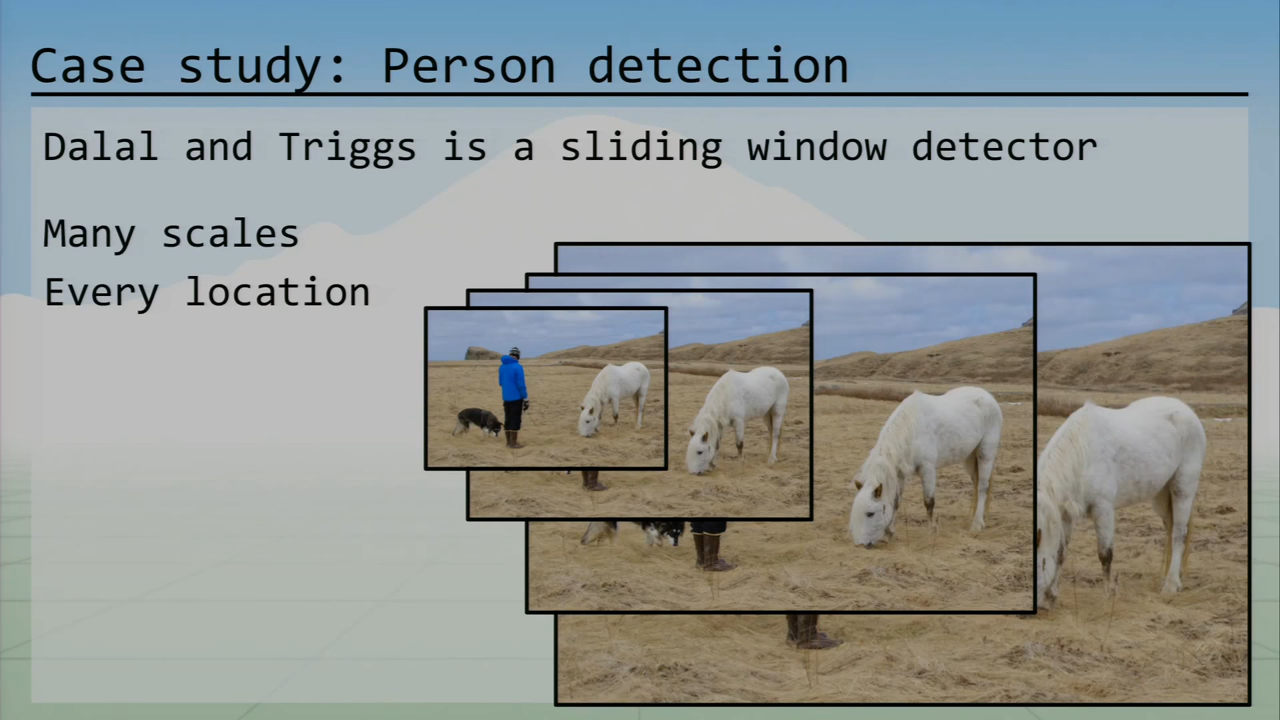 Case study: Person detection
Dalal and Triggs is a sliding window detector
Many scales
Every location